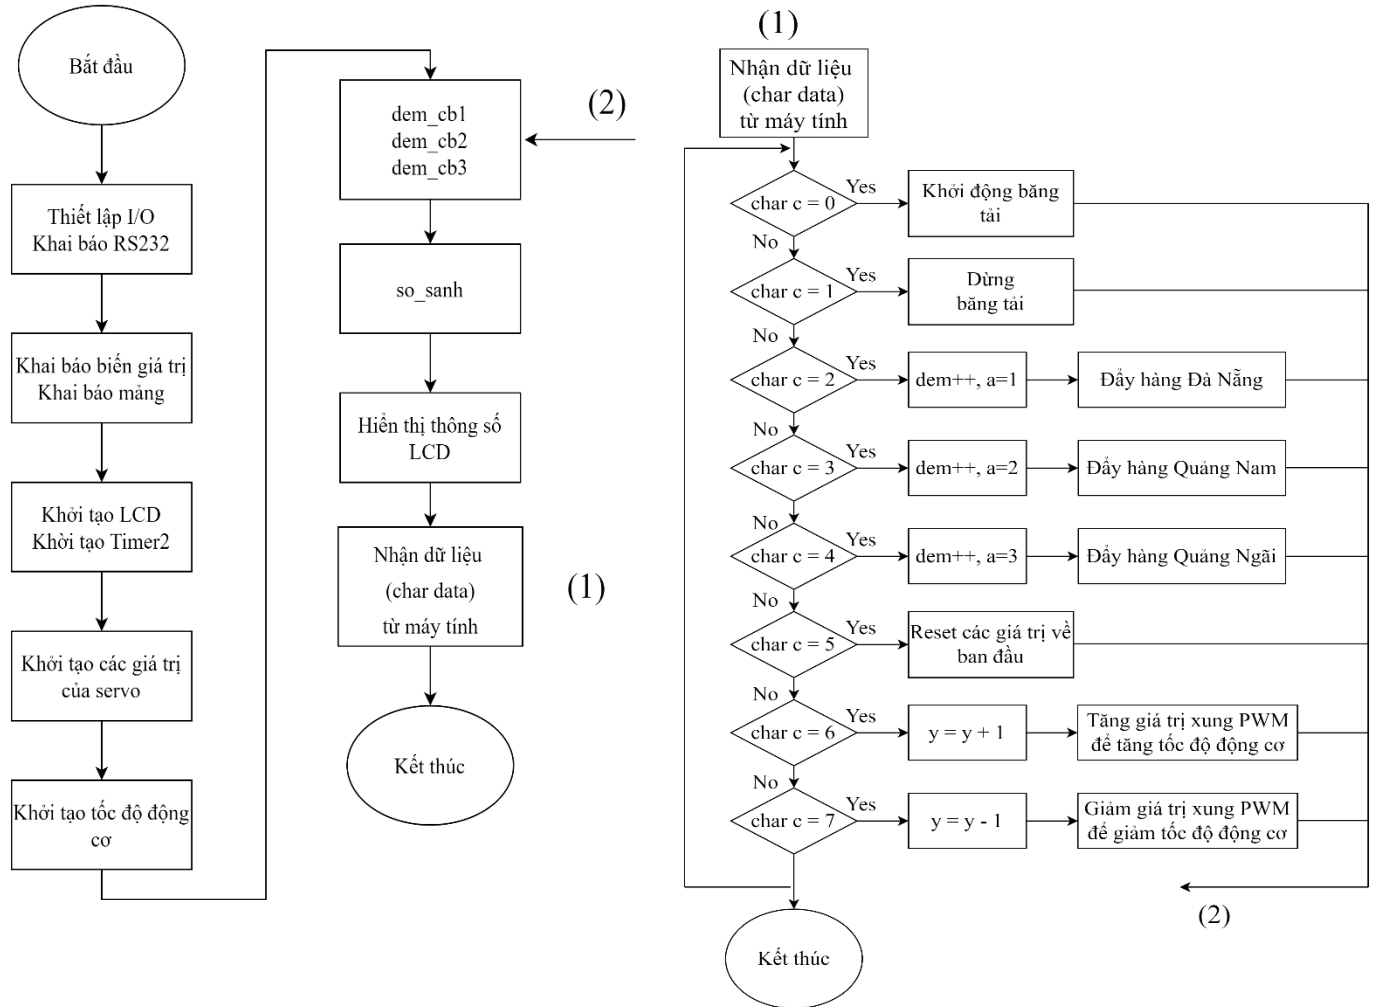 Bắt đầu
Thiết lập I/O
Khai báo RS232
Khai báo biến giá trị
Khai báo mảng
Khởi tạo LCD
Khời tạo Timer2
Khởi tạo các giá trị
của servo
Khởi tạo tốc độ động
cơ
dem_cb1
dem_cb2
dem_cb3
(2)
so_sanh
Hiển thị thông số
LCD
Nhận dữ liệu
(char data)
từ máy tính
(1)
Kết thúc
(1)
Nhận dữ liệu
(char data)
từ máy tính
char c = 0
Yes
Khởi động băng
tải
No
char c = 1
Yes
Dừng
băng tải
No
char c = 2
Yes
dem++, a=1
Đẩy hàng Đà Nẵng
No
char c = 3
Yes
dem++, a=2
Đẩy hàng Quảng Nam
No
char c = 4
Yes
dem++, a=3
Đẩy hàng Quảng Ngãi
No
char c = 5
Yes
Reset các giá trị về
ban đầu
No
char c = 6
Yes
y = y + 1
Tăng giá trị xung PWM
để tăng tốc độ động cơ
No
char c = 7
Yes
y = y - 1
Giảm giá trị xung PWM
để giảm tốc độ động cơ
(2)
Kết thúc